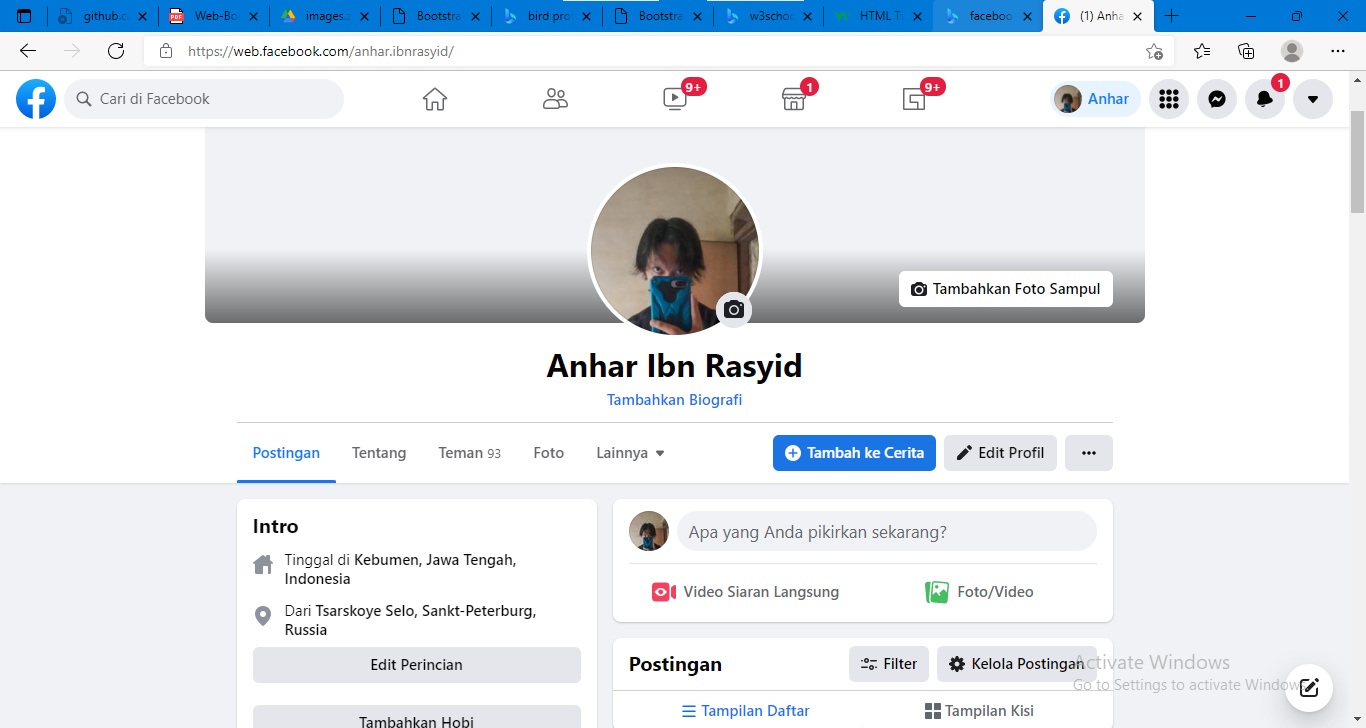 github.c
Web-Bo
images.
Bootstra
bird pro
Bootstra
w3schoo
HTML T
faceboo
(1) Anha
https://web.facebook.com/anhar.ibnrasyid/
Cari di Facebook
9+
1
9+
Anhar
1
Tambahkan Foto Sampul
Anhar Ibn Rasyid
Tambahkan Biografi
Postingan
Tentang
Teman 93
Foto
Lainnya
Tambah ke Cerita
Edit Profil
Intro
Tinggal di Kebumen, Jawa Tengah,
Indonesia
Dari Tsarskoye Selo, Sankt-Peterburg,
Russia
Edit Perincian
Tambahkan Hobi
Apa yang Anda pikirkan sekarang?
Video Siaran Langsung
Foto/Video
Postingan
Filter
Kelola Postingan
Tampilan Daftar
Tampilan Kisi
Activate Windows
Go to Settings to activate Windows.